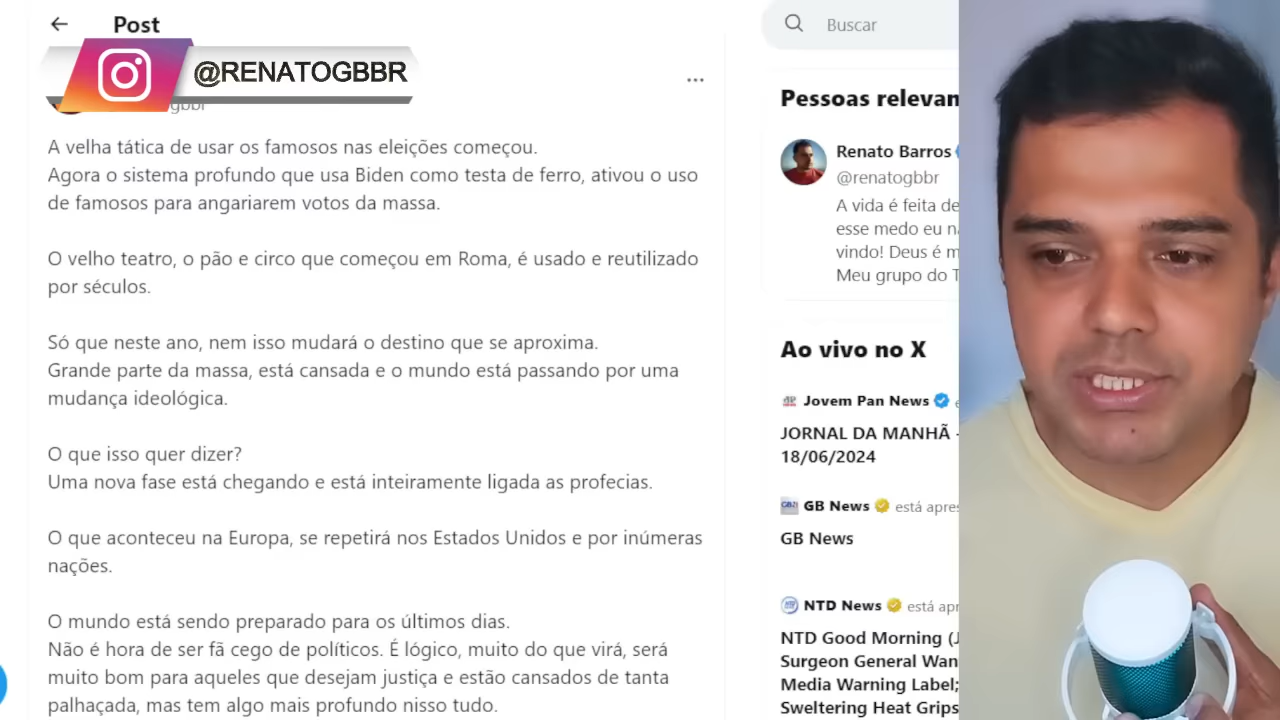 Post
@RENATOGBBR
gbbr
A velha tática de usar os famosos nas eleições começou.
Agora o sistema profundo que usa Biden como testa de ferro, ativou o uso
de famosos para angariarem votos da massa.
O velho teatro, o pão e circo que começou em Roma, é usado e reutilizado
por séculos.
Só que neste ano, nem isso mudará o destino que se aproxima.
Grande parte da massa, está cansada e o mundo está passando por uma
mudança ideológica.
O que isso quer dizer?
Uma nova fase está chegando e está inteiramente ligada as profecias.
O que aconteceu na Europa, se repetirá nos Estados Unidos e por inúmeras
nações.
O mundo está sendo preparado para os últimos dias.
Não é hora de ser fã cego de políticos. É lógico, muito do que virá, será
muito bom para aqueles que desejam justiça e estão cansados de tanta
palhaçada, mas tem algo mais profundo nisso tudo.
Buscar
Pessoas relevan
Renato Barros
@renatogbbr
A vida é feita de
esse medo eu n
vindo! Deus é m
Meu grupo do T
Ao vivo no X
Jovem Pan News e
JORNAL DA MANHÃ -
18/06/2024
GB News está apres
GB News
NTD News está apr
NTD Good Morning (J
Surgeon General Wan
Media Warning Label;
Sweltering Heat Grips